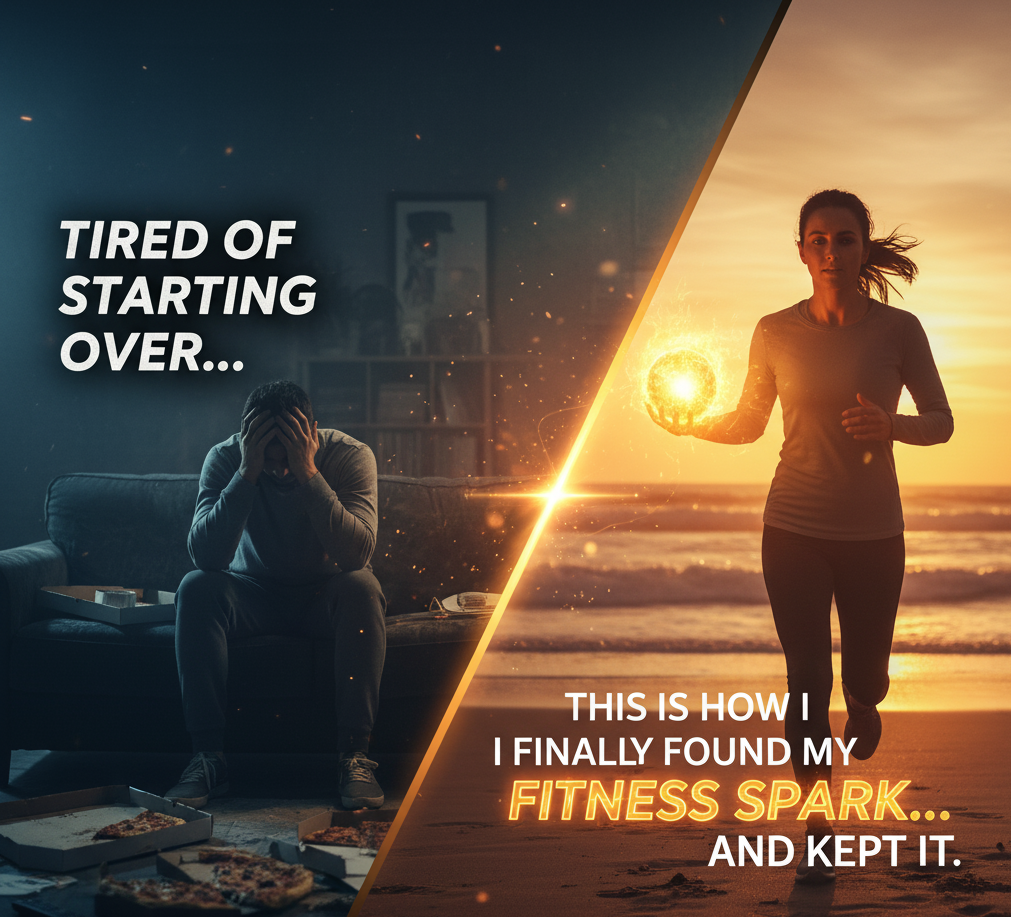 TIRED OF
STARTING
OVER...
THIS IS HOW I
I FINALLY FOUND MY
FITNESS SPARK...
AND KEPT IT.